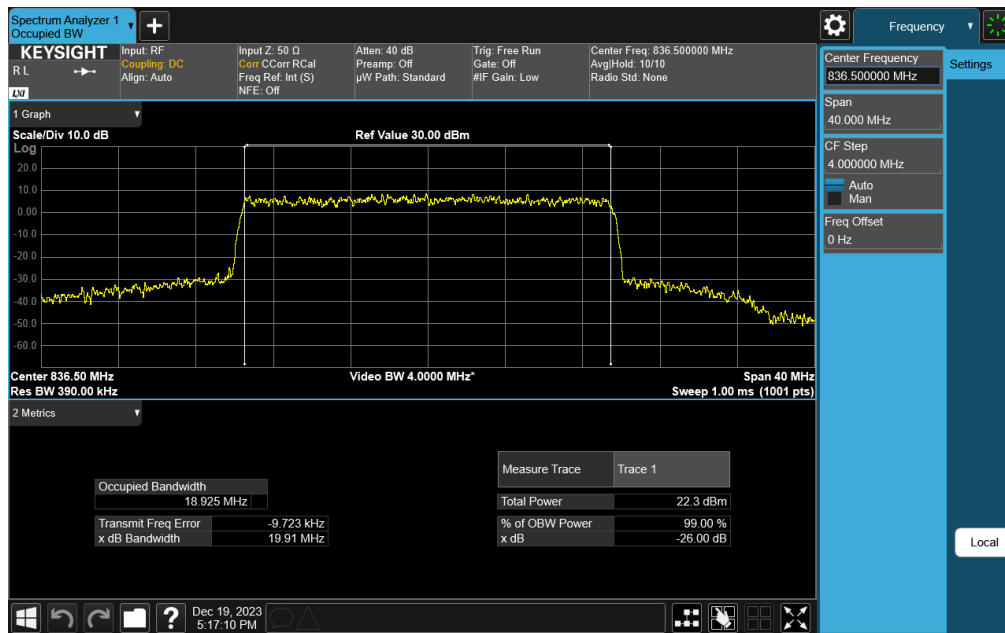 Spectrum Analyzer 1
Occupied BW
Frequency
KEYSIGHT
R L
LXI
Input: RF
Coupling: DC
Align: Auto
Input Z: 50 Ω
Corr CCorr RCal
Freq Ref: Int (S)
NFE: Off
Atten: 40 dB
Preamp: Off
µW Path: Standard
Trig: Free Run
Gate: Off
#IF Gain: Low
Center Freq: 836.500000 MHz
Avg|Hold: 10/10
Radio Std: None
Center Frequency
836.500000 MHz
Settings
Span
40.000 MHz
CF Step
4.000000 MHz
Auto
Man
Freq Offset
0 Hz
1 Graph
Scale/Div 10.0 dB
Ref Value 30.00 dBm
Log
20.0
10.0
0.00
-10.0
-20.0
-30.0
-40.0
-50.0
-60.0
Center 836.50 MHz
Video BW 4.0000 MHz*
Span 40 MHz
Res BW 390.00 kHz
Sweep 1.00 ms (1001 pts)
2 Metrics
Occupied Bandwidth
18.925 MHz
Transmit Freq Error -9.723 kHz
x dB Bandwidth 19.91 MHz
Measure Trace Trace 1
Total Power 22.3 dBm
% of OBW Power 99.00 %
x dB -26.00 dB
Local
?
Dec 19, 2023
5:17:10 PM